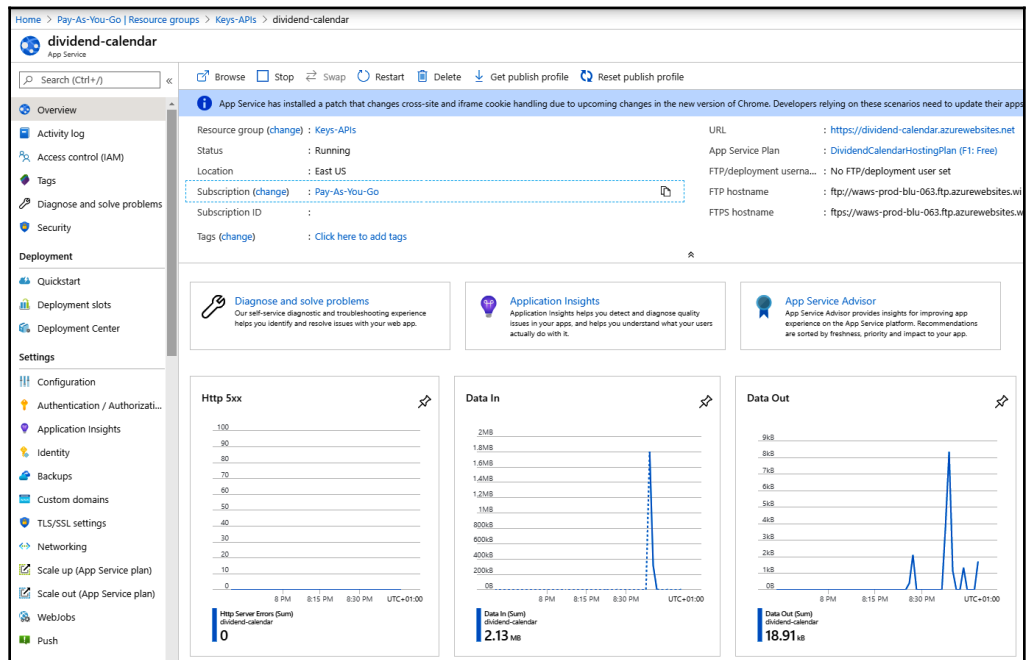 Home > Pay-As-You-Go | Resource groups > Keys-APIs > dividend-calendar
dividend-calendar
App Service
Search (Ctrl+/)
«
Overview
Activity log
Access control (IAM)
Tags
Diagnose and solve problems
Security
Deployment
Quickstart
Deployment slots
Deployment Center
Settings
Configuration
Authentication / Authorizati...
Application Insights
Identity
Backups
Custom domains
TLS/SSL settings
Networking
Scale up (App Service plan)
Scale out (App Service plan)
WebJobs
Push
Browse Stop Swap Restart Delete Get publish profile Reset publish profile
App Service has installed a patch that changes cross-site and iframe cookie handling due to upcoming changes in the new version of Chrome. Developers relying on these scenarios need to update their apps
Resource group (change) : Keys-APIs
Status : Running
Location : East US
Subscription (change) : Pay-As-You-Go
Subscription ID :
Tags (change) : Click here to add tags
URL : https://dividend-calendar.azurewebsites.net
App Service Plan : DividendCalendarHostingPlan (F1: Free)
FTP/deployment userna... : No FTP/deployment user set
FTP hostname : ftp://waws-prod-blu-063.ftp.azurewebsites.wi
FTPS hostname : ftps://waws-prod-blu-063.ftp.azurewebsites.w
Diagnose and solve problems
Our self-service diagnostic and troubleshooting experience
helps you identify and resolve issues with your web app.
Application Insights
Application Insights helps you detect and diagnose quality
issues in your apps, and helps you understand what your users
actually do with it.
App Service Advisor
App Service Advisor provides insights for improving app
experience on the App Service platform. Recommendations
are sorted by freshness, priority and impact to your app.
Http 5xx
100
90
80
70
60
50
40
30
20
10
0
8 PM 8:15 PM 8:30 PM UTC+01:00
Http Server Errors (Sum)
dividend-calendar
0
Data In
2MB
1.8MB
1.6MB
1.4MB
1.2MB
1MB
800kB
600kB
400kB
200kB
0B
8 PM 8:15 PM 8:30 PM UTC+01:00
Data In (Sum)
dividend-calendar
2.13 MB
Data Out
9kB
8kB
7kB
6kB
5kB
4kB
3kB
2kB
1kB
0B
8 PM 8:15 PM 8:30 PM UTC+01:00
Data Out (Sum)
dividend-calendar
18.91 kB